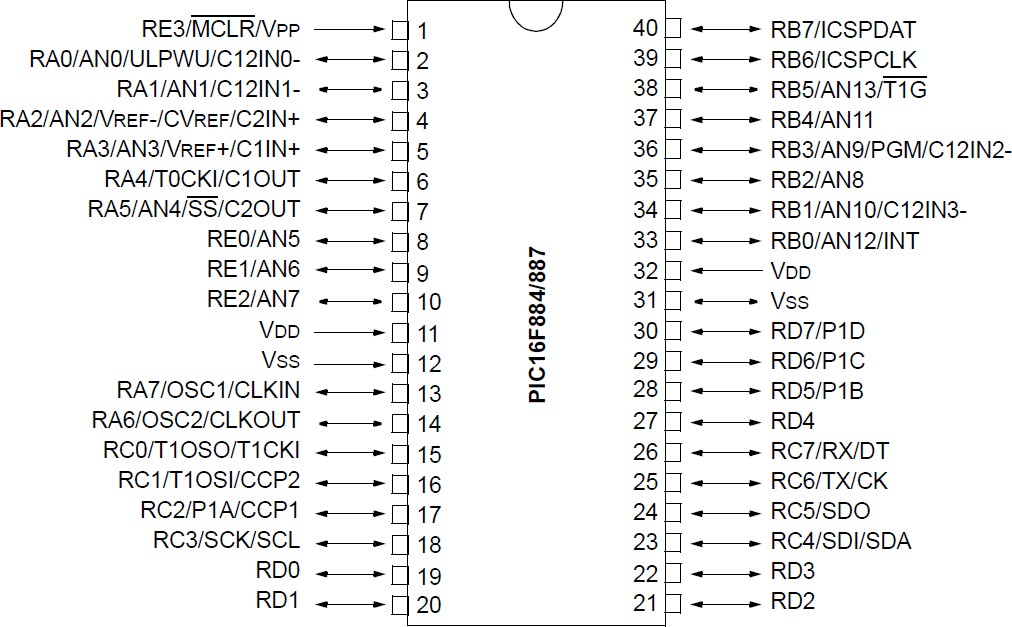 RE3/MCLR/VPP 1
RA0/AN0/ULPWU/C12IN0- 2
RA1/AN1/C12IN1- 3
RA2/AN2/VREF-/CVREF/C2IN+ 4
RA3/AN3/VREF+/C1IN+ 5
RA4/T0CKI/C1OUT 6
RA5/AN4/SS/C2OUT 7
RE0/AN5 8
RE1/AN6 9
RE2/AN7 10
VDD 11
VSS 12
RA7/OSC1/CLKIN 13
RA6/OSC2/CLKOUT 14
RC0/T1OSO/T1CKI 15
RC1/T1OSI/CCP2 16
RC2/P1A/CCP1 17
RC3/SCK/SCL 18
RD0 19
RD1 20
PIC16F884/887
40 RB7/ICSPDAT
39 RB6/ICSPCLK
38 RB5/AN13/T1G
37 RB4/AN11
36 RB3/AN9/PGM/C12IN2-
35 RB2/AN8
34 RB1/AN10/C12IN3-
33 RB0/AN12/INT
32 VDD
31 VSS
30 RD7/P1D
29 RD6/P1C
28 RD5/P1B
27 RD4
26 RC7/RX/DT
25 RC6/TX/CK
24 RC5/SDO
23 RC4/SDI/SDA
22 RD3
21 RD2